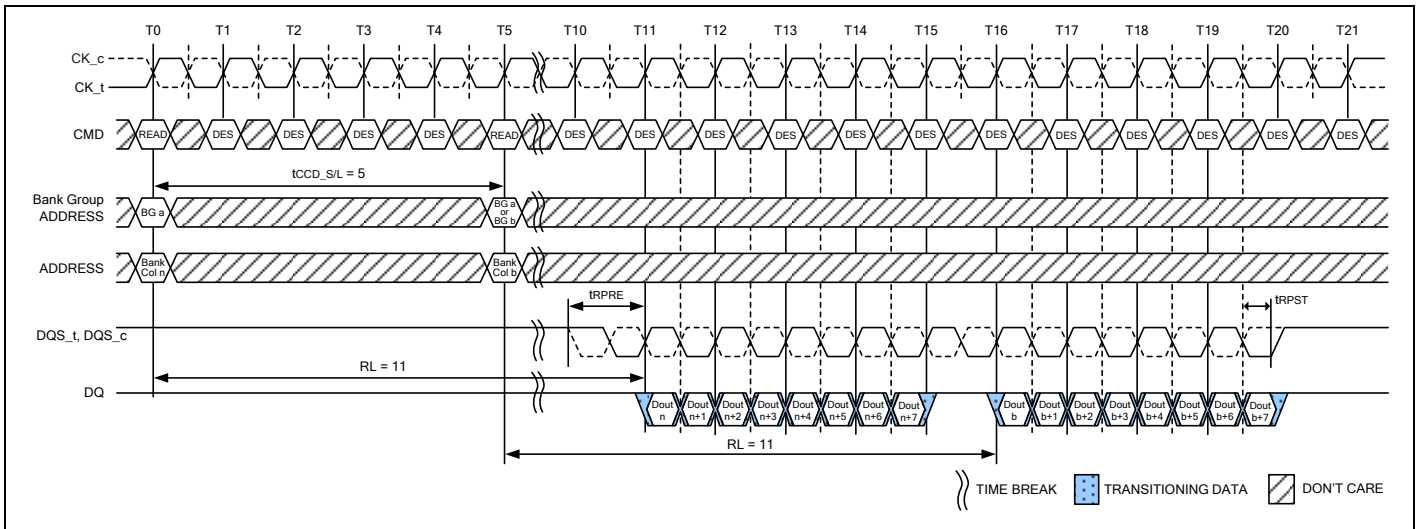 T0 T1 T2 T3 T4 T5 T10 T11 T12 T13 T14 T15 T16 T17 T18 T19 T20 T21
CK_c
CK_t
CMD READ DES DES DES DES READ DES DES DES DES DES DES DES DES DES DES DES DES
tCCD_S/L = 5
Bank Group
ADDRESS
BG a
BG a
or
BG b
ADDRESS
Bank
Col n
Bank
Col b
tRPRE
tRPST
DQS_t, DQS_c
RL = 11
DQ
Dout
n
Dout
n+1
Dout
n+2
Dout
n+3
Dout
n+4
Dout
n+5
Dout
n+6
Dout
n+7
Dout
b
Dout
b+1
Dout
b+2
Dout
b+3
Dout
b+4
Dout
b+5
Dout
b+6
Dout
b+7
RL = 11
TIME BREAK
TRANSITIONING DATA
DON'T CARE